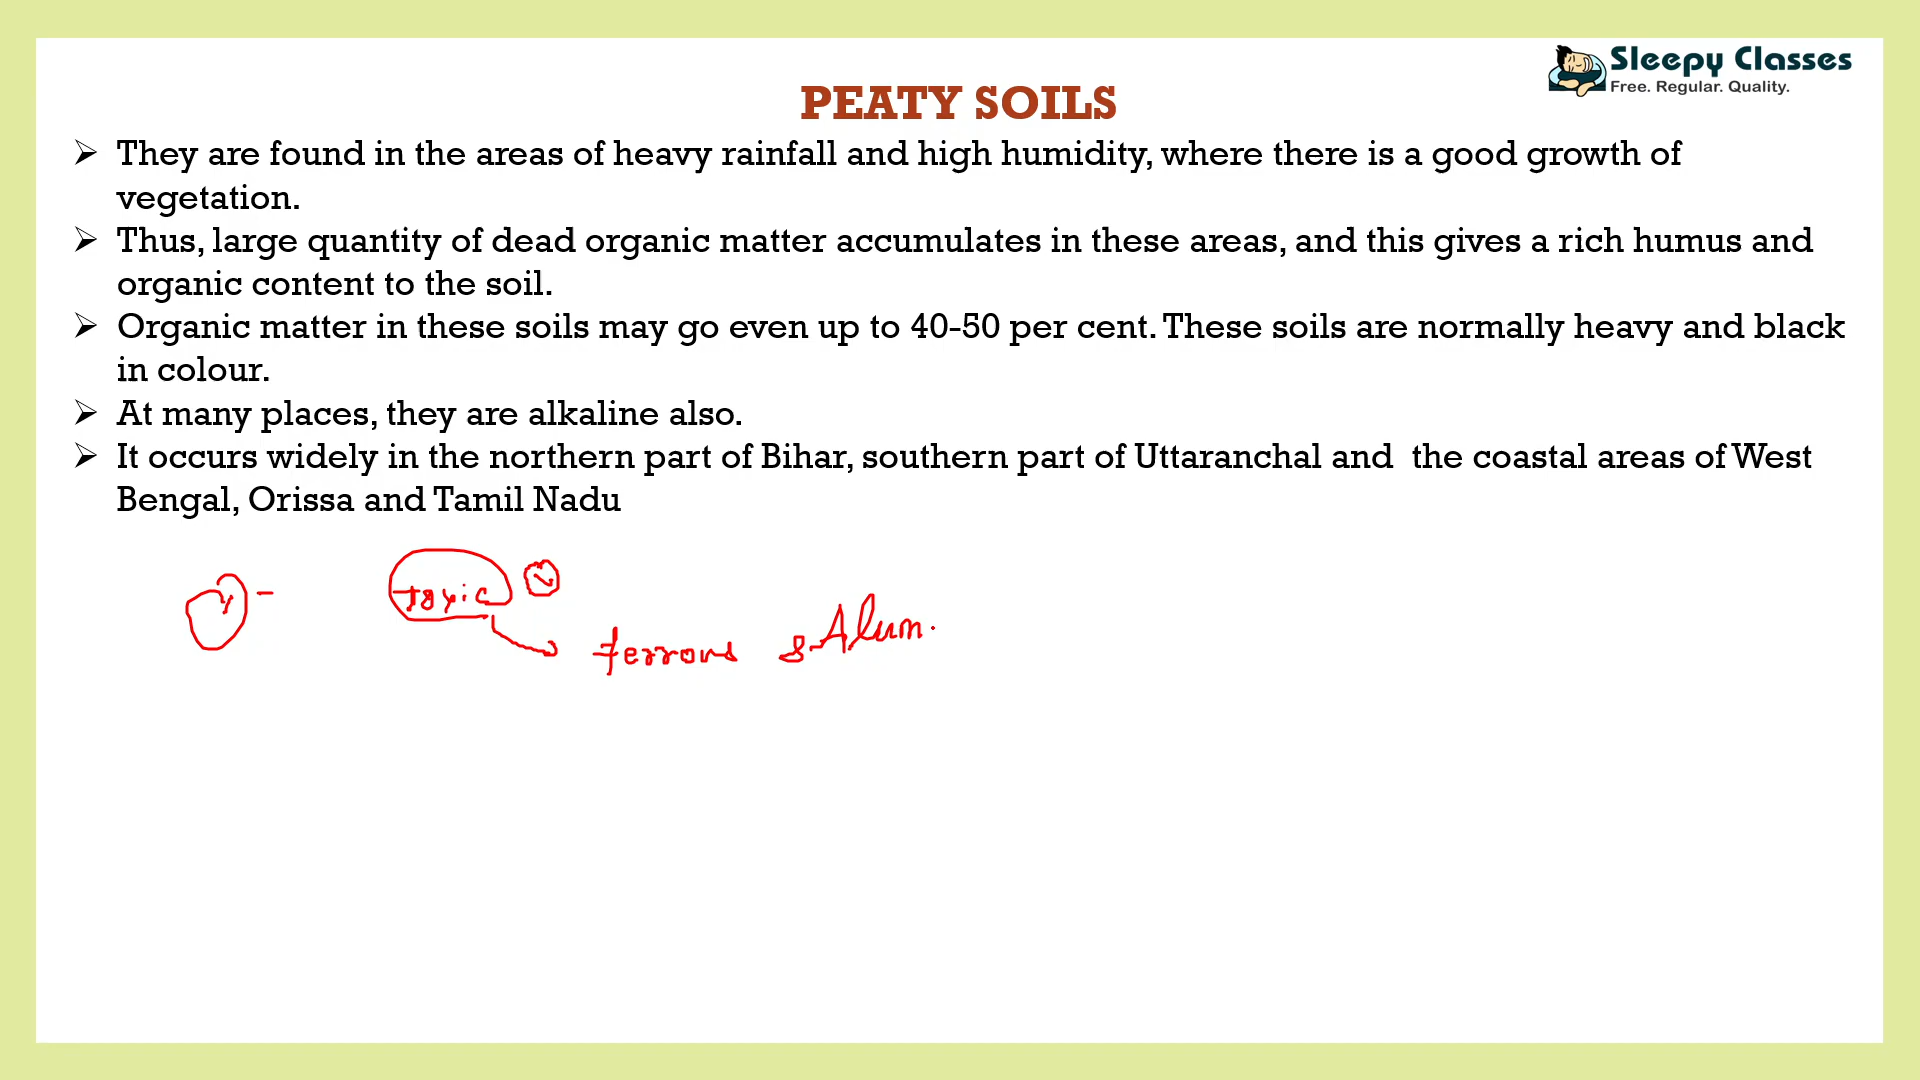 Sleepy Classes
Free. Regular. Quality.
PEATY SOILS
➢ They are found in the areas of heavy rainfall and high humidity, where there is a good growth of
vegetation.
➢ Thus, large quantity of dead organic matter accumulates in these areas, and this gives a rich humus and
organic content to the soil.
➢ Organic matter in these soils may go even up to 40-50 per cent. These soils are normally heavy and black
in colour.
➢ At many places, they are alkaline also.
➢ It occurs widely in the northern part of Bihar, southern part of Uttaranchal and the coastal areas of West
Bengal, Orissa and Tamil Nadu
toxic
ferrous & Alum.